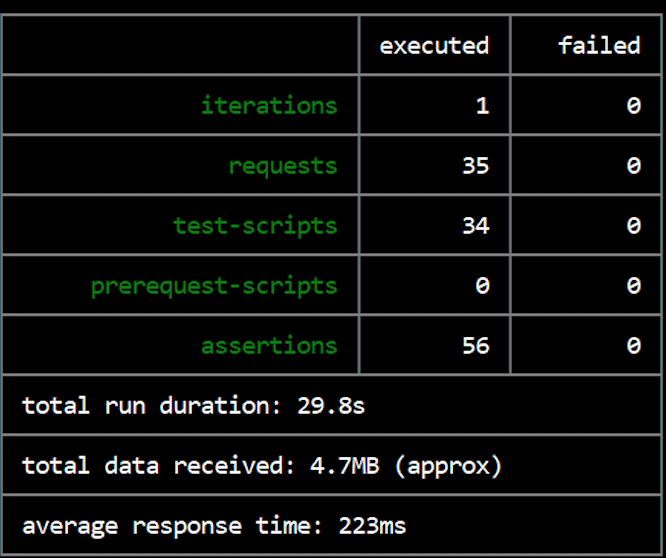 executed failed
iterations 1 0
requests 35 0
test-scripts 34 0
prerequest-scripts 0 0
assertions 56 0
total run duration: 29.8s
total data received: 4.7MB (approx)
average response time: 223ms